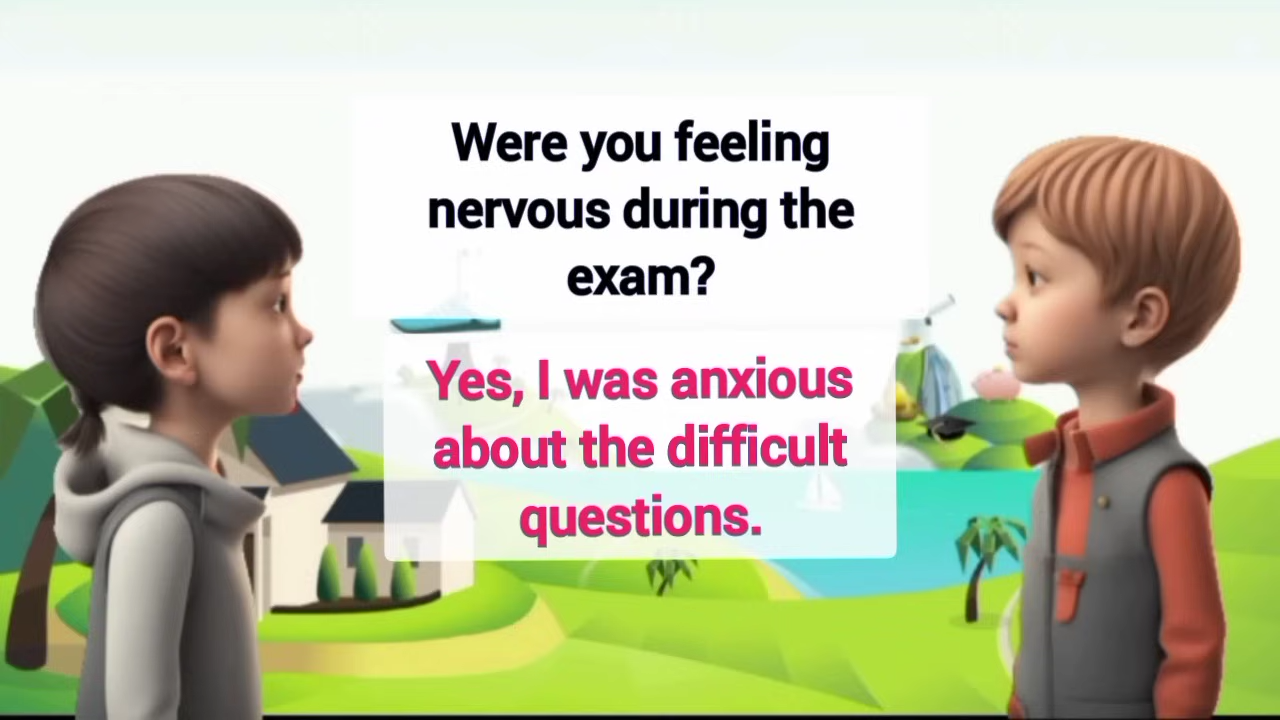 Were you feeling
nervous during the
exam?
Yes, I was anxious
about the difficult
questions.